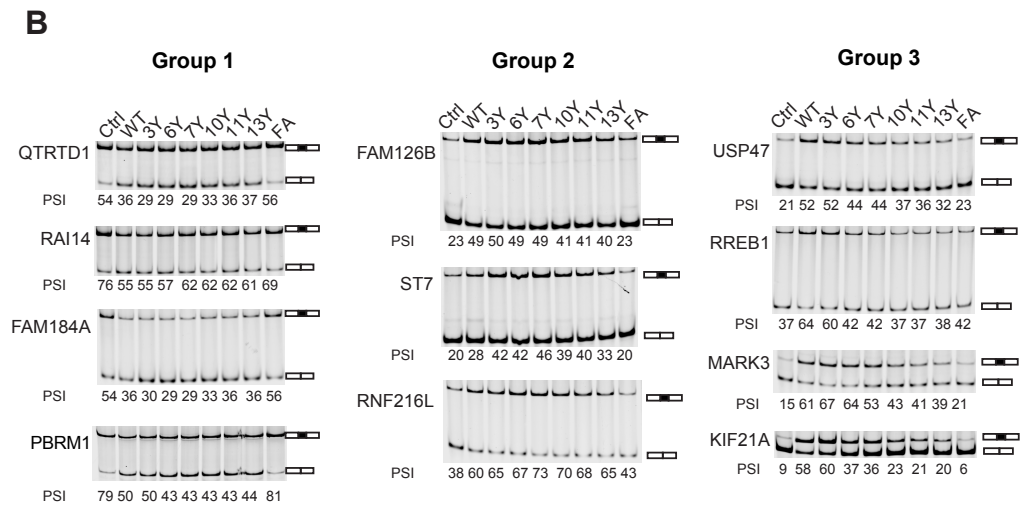 B
Group 1
Ctrl WT 3Y 6Y 7Y 10Y 11Y 13Y FA
QTRTD1
PSI 54 36 29 29 29 33 36 37 56
RAI14
PSI 76 55 55 57 62 62 62 61 69
FAM184A
PSI 54 36 30 29 29 33 36 36 56
PBRM1
PSI 79 50 50 43 43 43 43 44 81
Group 2
Ctrl WT 3Y 6Y 7Y 10Y 11Y 13Y FA
FAM126B
PSI 23 49 50 49 49 41 41 40 23
ST7
PSI 20 28 42 42 46 39 40 33 20
RNF216L
PSI 38 60 65 67 73 70 68 65 43
Group 3
Ctrl WT 3Y 6Y 7Y 10Y 11Y 13Y FA
USP47
PSI 21 52 52 44 44 37 36 32 23
RREB1
PSI 37 64 60 42 42 37 37 38 42
MARK3
PSI 15 61 67 64 53 43 41 39 21
KIF21A
PSI 9 58 60 37 36 23 21 20 6